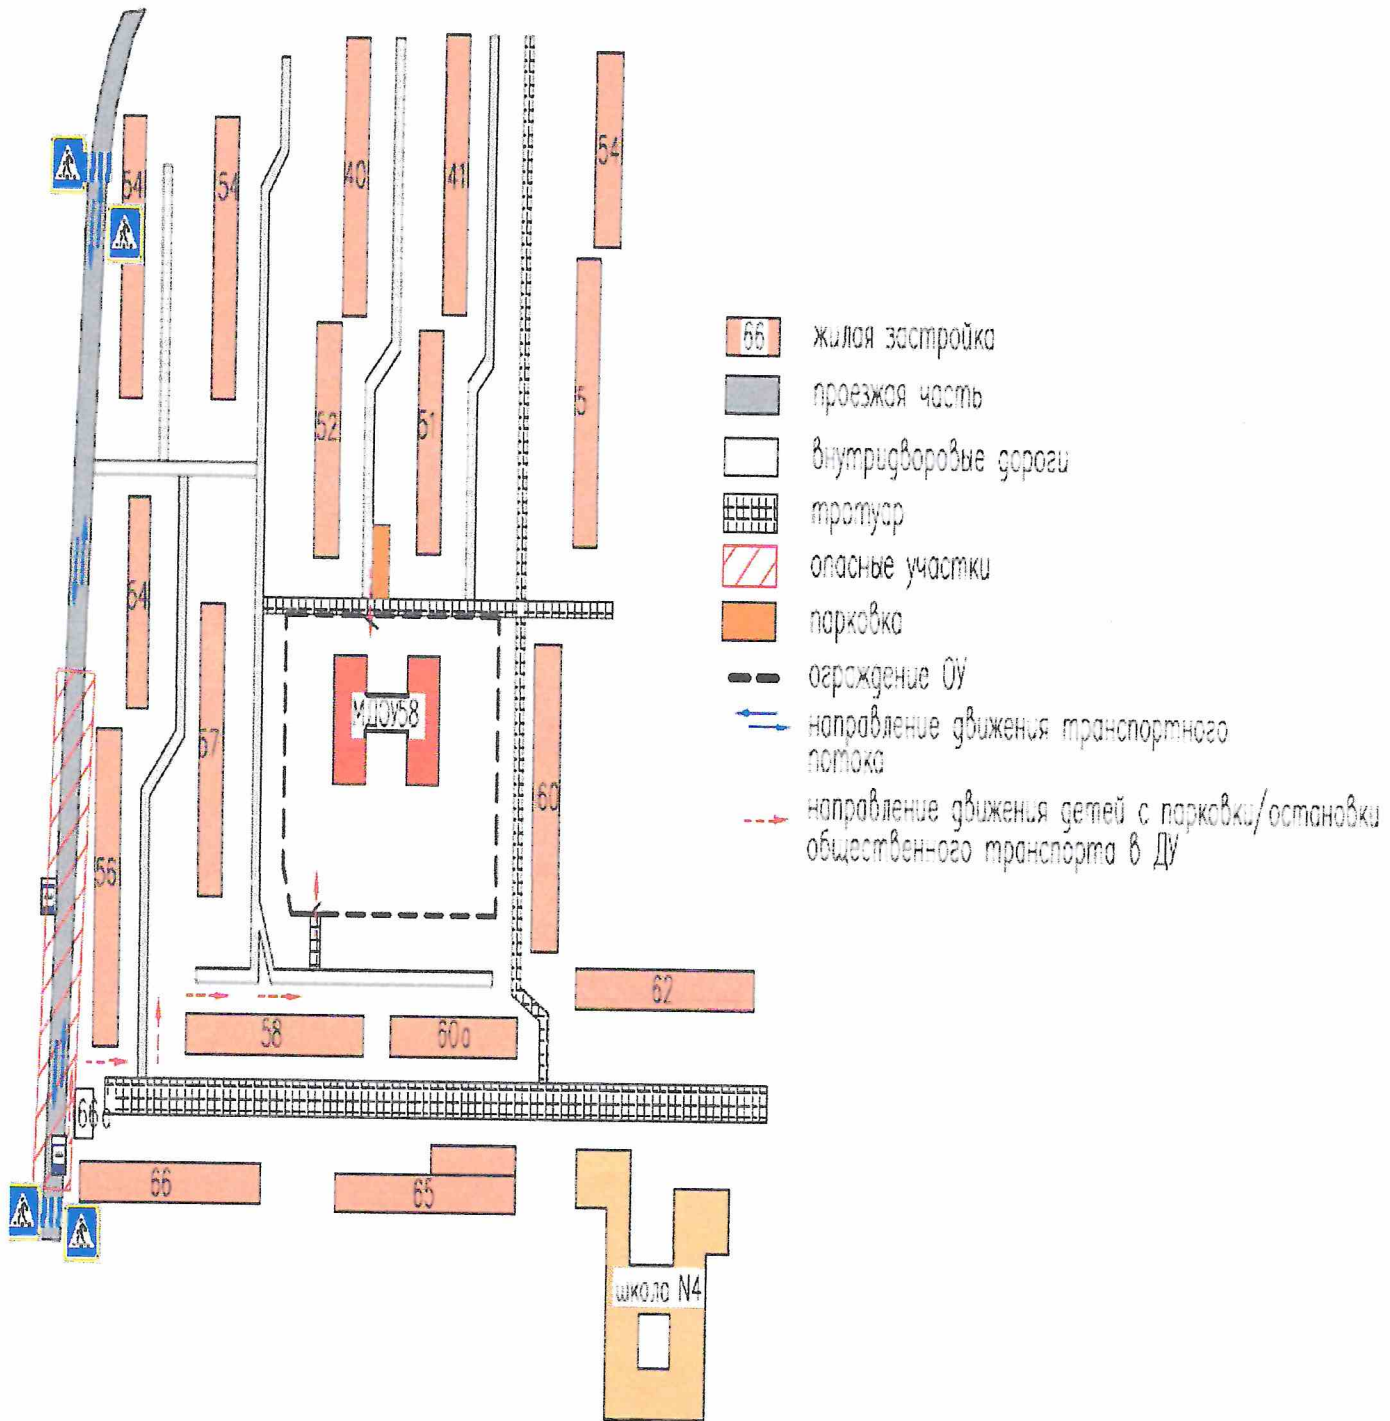 54
54
40
41
54
52
51
5
54
57
56
60
МДОУ58
62
58
60а
66
65
школа N4
66 жилая застройка
проезжая часть
внутридворовые дороги
тротуар
опасные участки
парковка
ограждение ОУ
направление движения транспортного
потока
направление движения детей с парковки/остановки
общественного транспорта в ДУ